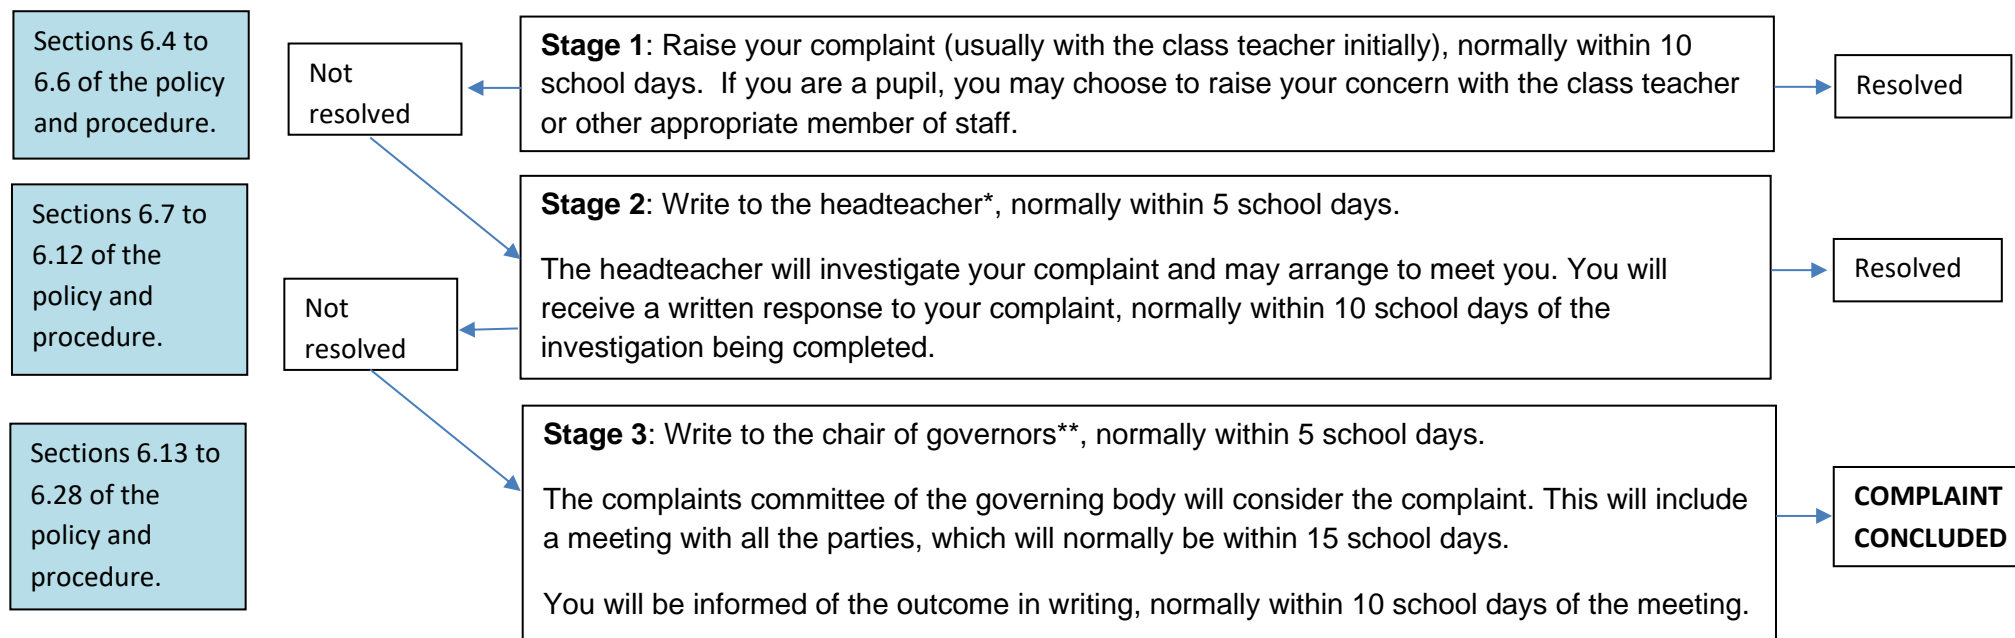 Sections 6.4 to
6.6 of the policy
and procedure.
Not
resolved
Stage 1: Raise your complaint (usually with the class teacher initially), normally within 10
school days.  If you are a pupil, you may choose to raise your concern with the class teacher
or other appropriate member of staff.
Resolved
Sections 6.7 to
6.12 of the
policy and
procedure.
Not
resolved
Stage 2: Write to the headteacher*, normally within 5 school days.
The headteacher will investigate your complaint and may arrange to meet you. You will
receive a written response to your complaint, normally within 10 school days of the
investigation being completed.
Resolved
Sections 6.13 to
6.28 of the
policy and
procedure.
Stage 3: Write to the chair of governors**, normally within 5 school days.
The complaints committee of the governing body will consider the complaint. This will include
a meeting with all the parties, which will normally be within 15 school days.
You will be informed of the outcome in writing, normally within 10 school days of the meeting.
COMPLAINT
CONCLUDED